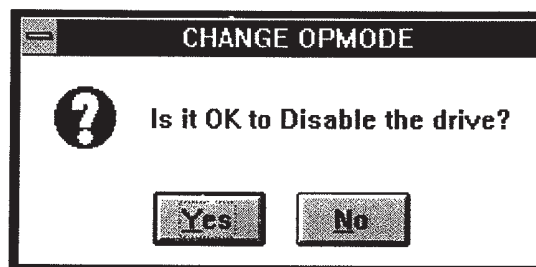 CHANGE OPMODE
Is it OK to Disable the drive?
Yes No